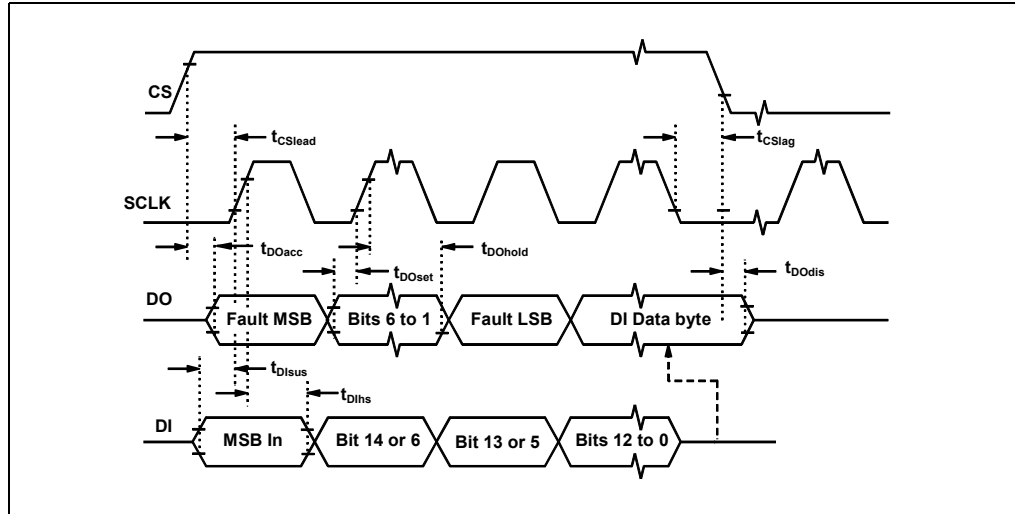 CS
tCSlead
tCSlag
SCLK
tDOacc
tDOset
tDOhold
tDOdis
DO
Fault MSB
Bits 6 to 1
Fault LSB
DI Data byte
tDIsus
tDIhs
DI
MSB In
Bit 14 or 6
Bit 13 or 5
Bits 12 to 0